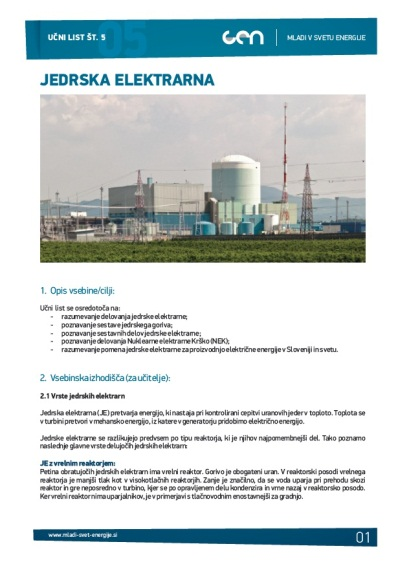 UČNI LIST ŠT. 5
05
gen
MLADI V SVETU ENERGIJE
JEDRSKA ELEKTRARNA
1. Opis vsebine/cilji:
Učni list se osredotoča na:
- razumevanje delovanja jedrske elektrarne;
- poznavanje sestave jedrskega goriva;
- poznavanje sestavnih delov jedrske elektrarne;
- poznavanje delovanja Nuklearne elektrarne Krško (NEK);
- razumevanje pomena jedrske elektrarne za proizvodnjo električne energije v Sloveniji in svetu.
2. Vsebinska izhodišča (za učitelje):
2.1 Vrste jedrskih elektrarn
Jedrska elektrarna (JE) pretvarja energijo, ki nastaja pri kontrolirani cepitvi uranovih jeder v toploto. Toplota se
v turbini pretvori v mehansko energijo, iz katere v generatorju pridobimo električno energijo.
Jedrske elektrarne se razlikujejo predvsem po tipu reaktorja, ki je njihov najpomembnejši del. Tako poznamo
naslednje glavne vrste delujočih jedrskih elektrarn:
JE z vrelnim reaktorjem:
Petina obratujočih jedrskih elektrarn ima vrelni reaktor. Gorivo je obogateni uran. V reaktorski posodi vrelnega
reaktorja je manjši tlak kot v visokotlačnih reaktorjih. Zanje je značilno, da se voda uparja pri prehodu skozi
reaktor in gre neposredno v turbino, kjer se po opravljenem delu kondenzira in vrne nazaj v reaktorsko posodo.
Ker vrelni reaktor nima uparjalnikov, je v primerjavi s tlačnovodnim enostavnejši za gradnjo.
www.mladi-svet-energije.si
01